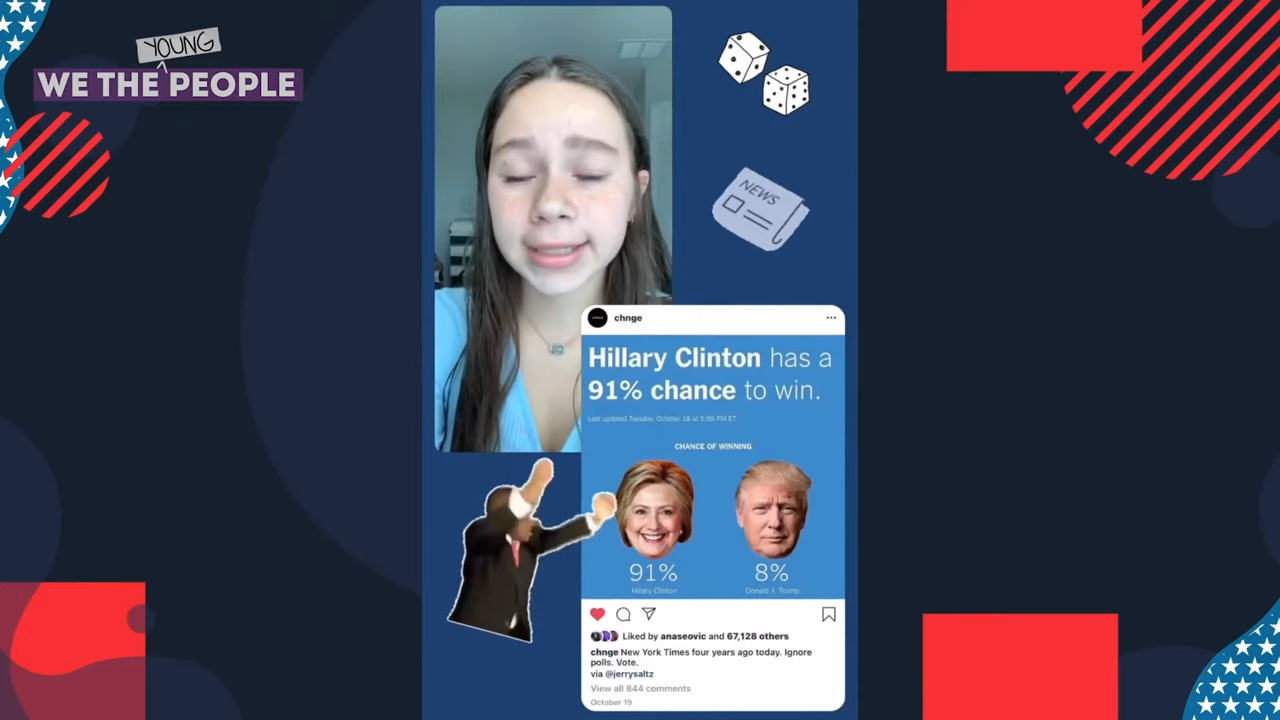 YOUNG
WE THE PEOPLE
NEWS
chnge
Hillary Clinton has a
91% chance to win.
Last updated Tuesday, October 18 at 5:59 PM ET
CHANCE OF WINNING
91%
8%
Hillary Clinton
Donald J. Trump
Liked by anaseovic and 67,128 others
chnge New York Times four years ago today. Ignore
polls. Vote.
via @jerrysaltz
View all 844 comments
October 19